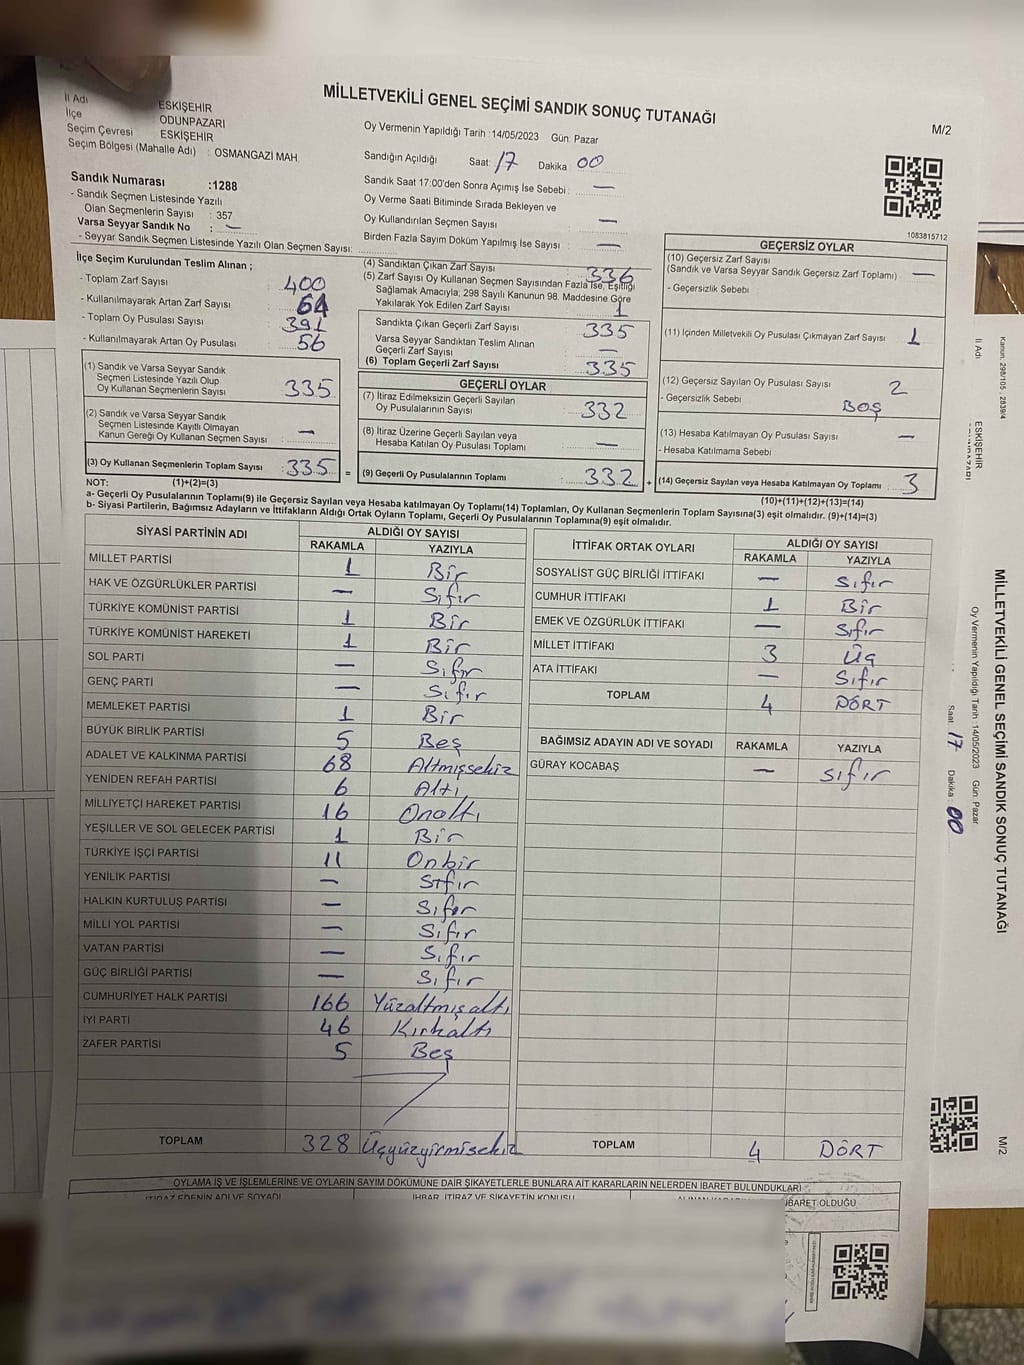 MİLLETVEKİLİ GENEL SEÇİMİ SANDIK SONUÇ TUTANAĞI
M/2
İl Adı ESKİŞEHİR
İlçe ODUNPAZARI
Seçim Çevresi ESKİŞEHİR
Seçim Bölgesi (Mahalle Adı) : OSMANGAZİ MAH.
Sandık Numarası :1288
- Sandık Seçmen Listesinde Yazılı
Olan Seçmenlerin Sayısı : 357
Varsa Seyyar Sandık No : —
- Seyyar Sandık Seçmen Listesinde Yazılı Olan Seçmen Sayısı:
Oy Vermenin Yapıldığı Tarih :14/05/2023 Gün: Pazar
Sandığın Açıldığı Saat: 17 Dakika 00
Sandık Saat 17:00'den Sonra Açımış İse Sebebi : —
Oy Verme Saati Bitiminde Sırada Bekleyen ve
Oy Kullandırılan Seçmen Sayısı —
Birden Fazla Sayım Döküm Yapılmış İse Sayısı —
1083815712
İlçe Seçim Kurulundan Teslim Alınan ;
- Toplam Zarf Sayısı 400
- Kullanılmayarak Artan Zarf Sayısı 64
- Toplam Oy Pusulası Sayısı 391
- Kullanılmayarak Artan Oy Pusulası 56
(1) Sandık ve Varsa Seyyar Sandık
Seçmeni Listesinde Yazılı Olup
Oy Kullanan Seçmenlerin Sayısı 335
(2) Sandık ve Varsa Seyyar Sandık
Seçmen Listesinde Kayıtlı Olmayan
Kanun Gereği Oy Kullanan Seçmen Sayısı : —
(3) Oy Kullanan Seçmenlerin Toplam Sayısı : 335 =
(4) Sandıktan Çıkan Zarf Sayısı 336
(5) Zarf Sayısı Oy Kullanan Seçmen Sayısından Fazla İse, Eşitliği
Sağlamak Amacıyla; 298 Sayılı Kanunun 98. Maddesine Göre
Yakılarak Yok Edilen Zarf Sayısı 1
Sandıkta Çıkan Geçerli Zarf Sayısı 335
Varsa Seyyar Sandıktan Teslim Alınan
Geçerli Zarf Sayısı —
(6) Toplam Geçerli Zarf Sayısı 335
GEÇERLİ OYLAR
(7) İtiraz Edilmeksizin Geçerli Sayılan
Oy Pusulalarının Sayısı 332
(8) İtiraz Üzerine Geçerli Sayılan veya
Hesaba Katılan Oy Pusulası Toplamı —
(9) Geçerli Oy Pusulalarının Toplamı : 332 +
GEÇERSİZ OYLAR
(10) Geçersiz Zarf Sayısı
(Sandık ve Varsa Seyyar Sandık Geçersiz Zarf Toplamı) —
- Geçersizlik Sebebi :
(11) İçinden Milletvekili Oy Pusulası Çıkmayan Zarf Sayısı 1
(12) Geçersiz Sayılan Oy Pusulası Sayısı 2
- Geçersizlik Sebebi Boş
(13) Hesaba Katılmayan Oy Pusulası Sayısı —
- Hesaba Katılmama Sebebi :
(14) Geçersiz Sayılan veya Hesaba Katılmayan Oy Toplamı 3
NOT: (1)+(2)=(3)
(10)+(11)+(12)+(13)=(14)
a- Geçerli Oy Pusulalarının Toplamı(9) ile Geçersiz Sayılan veya Hesaba katılmayan Oy Toplamı(14) Toplamları, Oy Kullanan Seçmenlerin Toplam Sayısına(3) eşit olmalıdır. (9)+(14)=(3)
b- Siyasi Partilerin, Bağımsız Adayların ve İttifakların Aldığı Ortak Oyların Toplamı, Geçerli Oy Pusulalarının Toplamına(9) eşit olmalıdır.
SİYASİ PARTİNİN ADI ALDIĞI OY SAYISI
RAKAMLA YAZIYLA
MİLLET PARTİSİ 1 Bir
HAK VE ÖZGÜRLÜKLER PARTİSİ — Sıfır
TÜRKİYE KOMÜNİST PARTİSİ 1 Bir
TÜRKİYE KOMÜNİST HAREKETİ 1 Bir
SOL PARTİ — Sıfır
GENÇ PARTİ — Sıfır
MEMLEKET PARTİSİ 1 Bir
BÜYÜK BİRLİK PARTİSİ 5 Beş
ADALET VE KALKINMA PARTİSİ 68 Altmışsekiz
YENİDEN REFAH PARTİSİ 6 Altı
MİLLİYETÇİ HAREKET PARTİSİ 16 Onaltı
YEŞİLLER VE SOL GELECEK PARTİSİ 1 Bir
TÜRKİYE İŞÇİ PARTİSİ 11 Onbir
YENİLİK PARTİSİ — Sıfır
HALKIN KURTULUŞ PARTİSİ — Sıfır
MİLLİ YOL PARTİSİ — Sıfır
VATAN PARTİSİ — Sıfır
GÜÇ BİRLİĞİ PARTİSİ — Sıfır
CUMHURİYET HALK PARTİSİ 166 Yüzaltmışaltı
İYİ PARTİ 46 Kırkaltı
ZAFER PARTİSİ 5 Beş
TOPLAM 328 Üçyüzyirmisekiz
İTTİFAK ORTAK OYLARI ALDIĞI OY SAYISI
RAKAMLA YAZIYLA
SOSYALİST GÜÇ BİRLİĞİ İTTİFAKI — Sıfır
CUMHUR İTTİFAKI 1 Bir
EMEK VE ÖZGÜRLÜK İTTİFAKI — Sıfır
MİLLET İTTİFAKI 3 Üç
ATA İTTİFAKI — Sıfır
TOPLAM 4 DÖRT
BAĞIMSIZ ADAYIN ADI VE SOYADI RAKAMLA YAZIYLA
GÜRAY KOCABAŞ — sıfır
TOPLAM 4 DÖRT
OYLAMA İŞ VE İŞLEMLERİNE VE OYLARIN SAYIM DÖKÜMÜNE DAİR ŞİKAYETLERLE BUNLARA AİT KARARLARIN NELERDEN İBARET BULUNDUKLARI
İTİRAZ EDENİN ADI VE SOYADI İHBAR, İTİRAZ VE ŞİKAYETİN KONUSU İBARET OLDUĞU
Kanun. 298/105 : 2839/4
İl Adı ESKİŞEHİR
MİLLETVEKİLİ GENEL SEÇİMİ SANDIK SONUÇ TUTANAĞI
Oy Vermenin Yapıldığı Tarih :14/05/2023 Gün: Pazar
Saat: 17 Dakika : 00
M/2